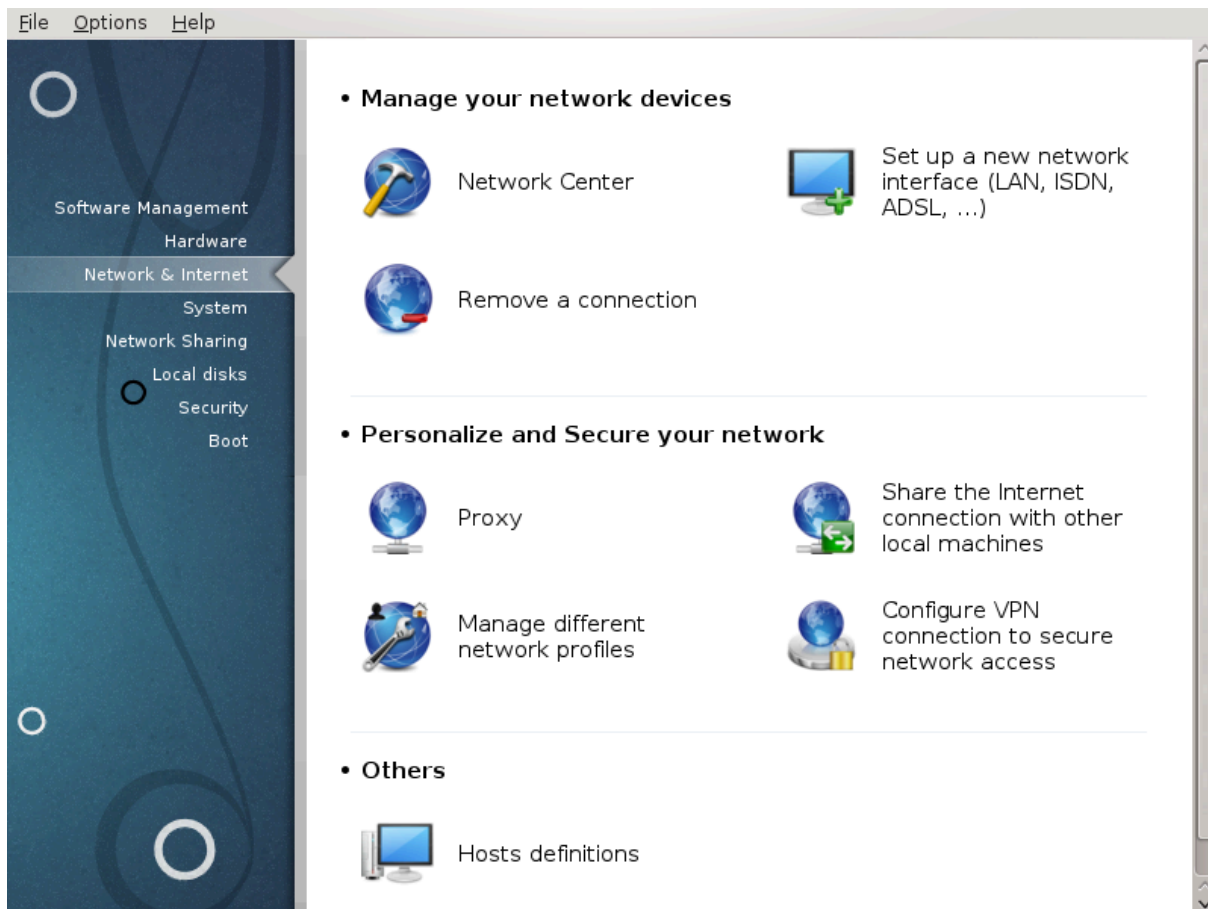 File Options Help
Software Management
Hardware
Network & Internet
System
Network Sharing
Local disks
Security
Boot
• Manage your network devices
Network Center
Set up a new network
interface (LAN, ISDN,
ADSL, ...)
Remove a connection
• Personalize and Secure your network
Proxy
Share the Internet
connection with other
local machines
Manage different
network profiles
Configure VPN
connection to secure
network access
• Others
Hosts definitions